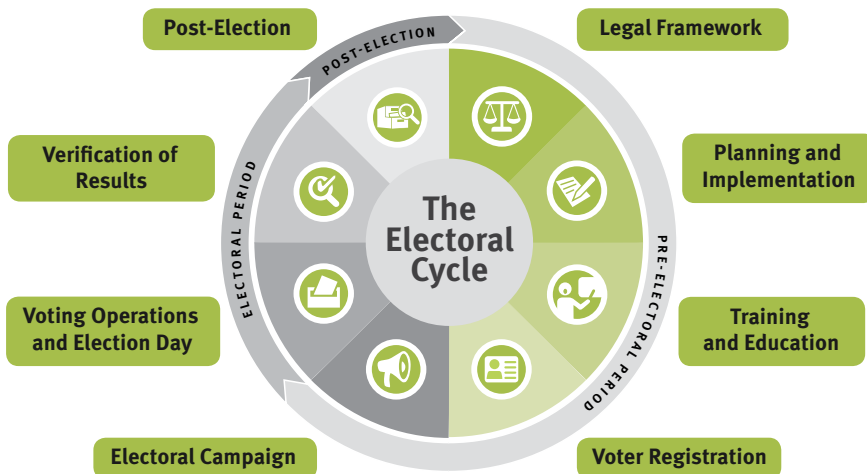 Post-Election
Legal Framework
POST-ELECTION
Verification of
Results
Planning and
Implementation
The
Electoral
Cycle
ELECTORAL PERIOD
PRE-ELECTORAL PERIOD
Voting Operations
and Election Day
Training
and Education
Electoral Campaign
Voter Registration